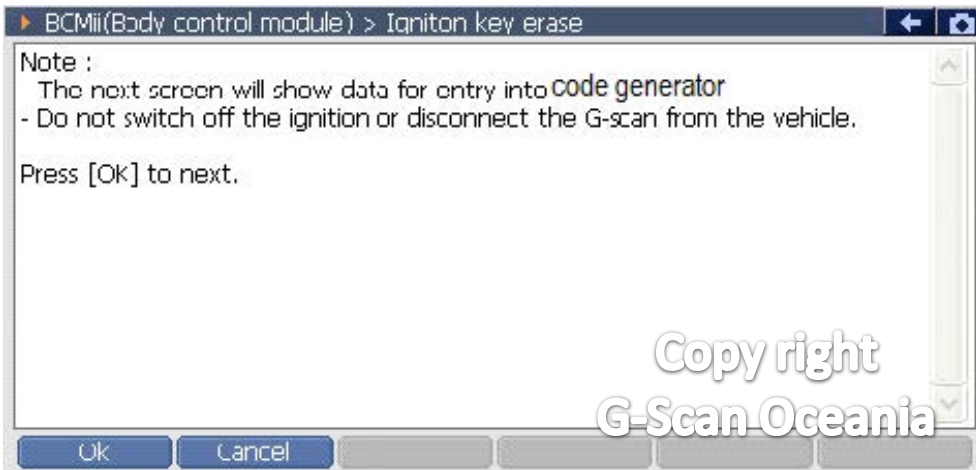 BCMii(Body control module) > Igniton key erase
Note :
The next screen will show data for entry into code generator
- Do not switch off the ignition or disconnect the G-scan from the vehicle.
Press [OK] to next.
Copy right
G-Scan Oceania
Ok Cancel